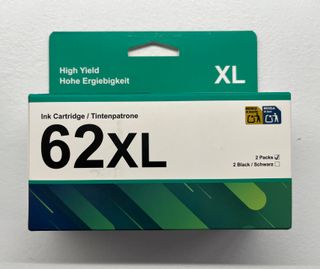 High Yield
Hohe Ergiebigkeit
XL
Ink Cartridge / Tintenpatrone
62XL
2 Packs
2 Black / Schwarz